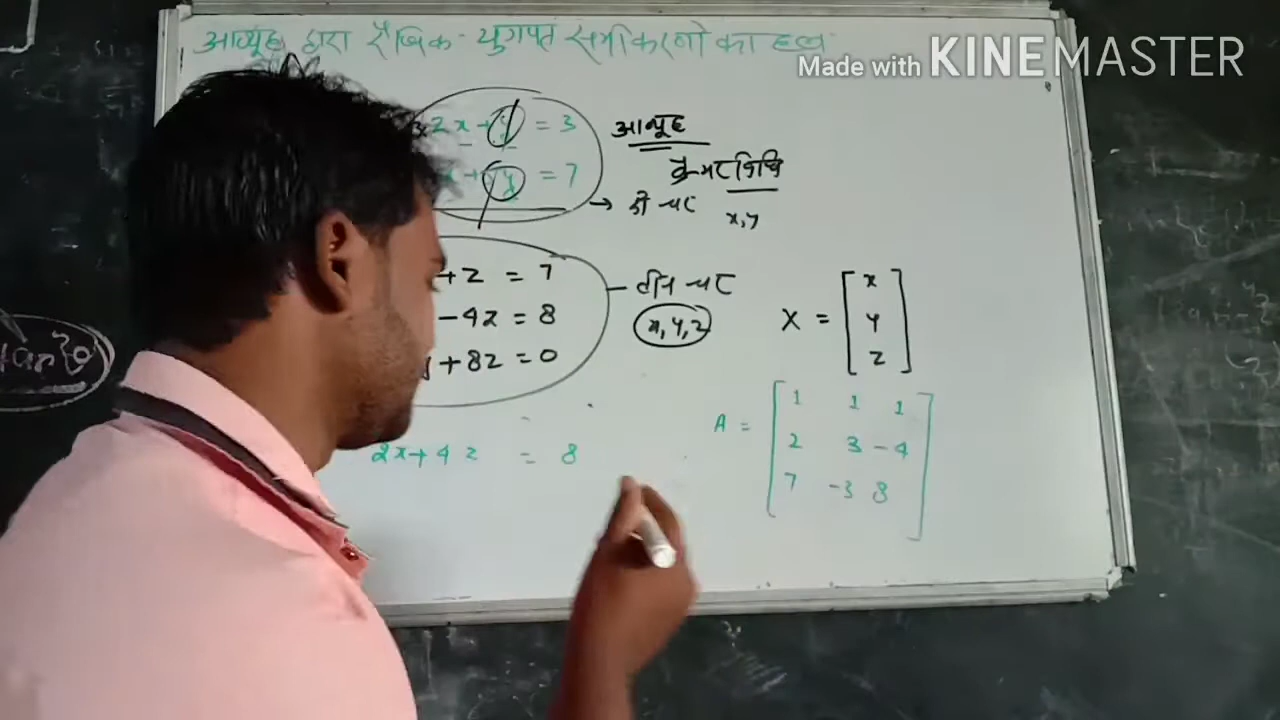 आव्यूह द्वारा रैखिक युगपत समीकरणो का हल
Made with KINEMASTER
2x + y = 3
आव्यूह
क्रेमर विधि
y = 7
→ दो चर x, y
+ z = 7
- 4z = 8
y + 8z = 0
तीन चर
x, y, z
X = [ x
y
z ]
A = [ 1 1 1
2 3 -4
7 -3 8 ]
2x + 4z = 8